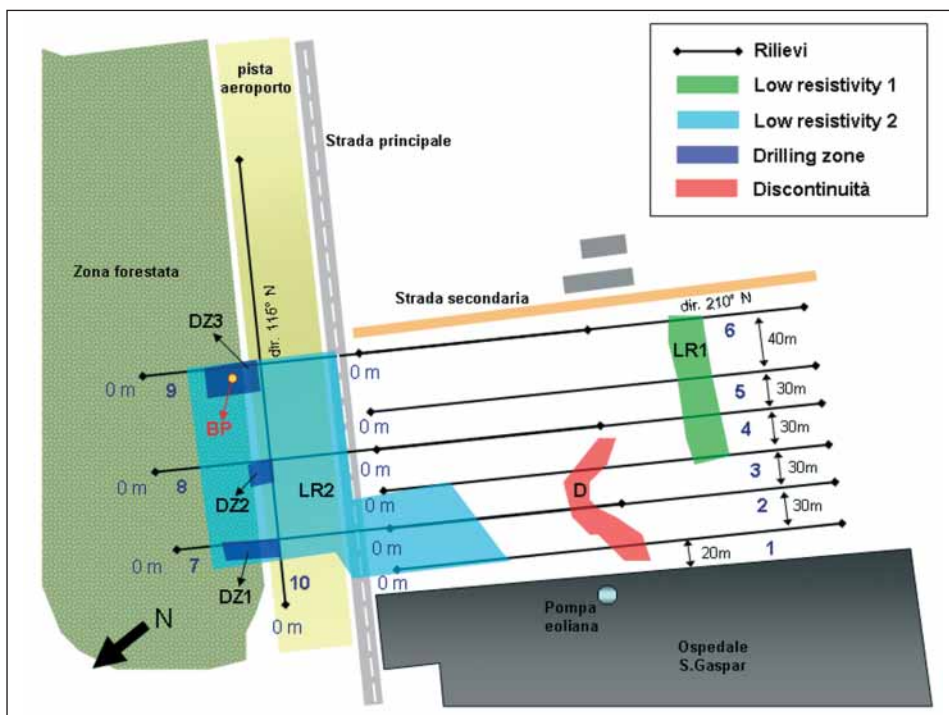 pista
aeroporto
Strada principale
Rilievi
Low resistivity 1
Low resistivity 2
Drilling zone
Discontinuità
Zona forestata
dir. 116° N
Strada secondaria
dir. 210° N
DZ3
0 m
9
BP
0 m
6
LR1
40m
5
30m
4
30m
0 m
8
DZ2
LR2
0 m
0 m
D
3
30m
2
30m
0 m
7
DZ1
10
0 m
0 m
0 m
20m
1
N
Pompa
eoliana
Ospedale
S.Gaspar